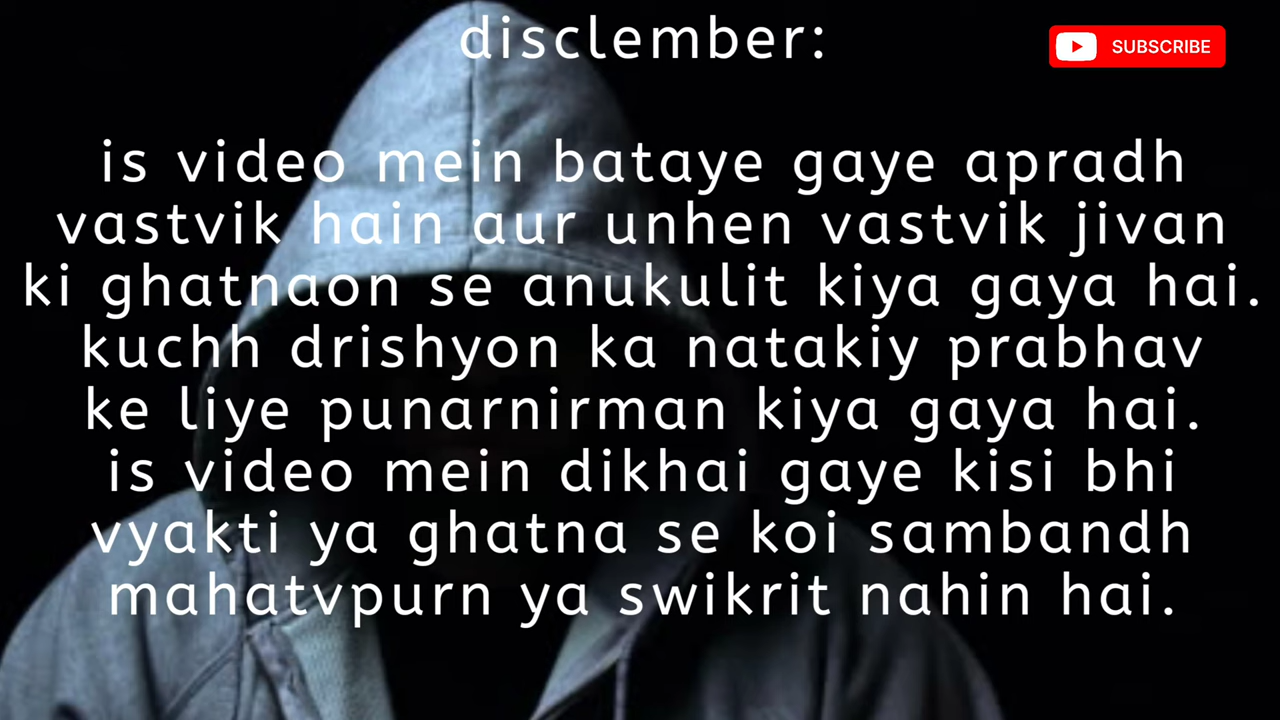 disclember:
SUBSCRIBE
is video mein bataye gaye apradh
vastvik hain aur unhen vastvik jivan
ki ghatnaon se anukulit kiya gaya hai.
kuchh drishyon ka natakiy prabhav
ke liye punarnirman kiya gaya hai.
is video mein dikhai gaye kisi bhi
vyakti ya ghatna se koi sambandh
mahatvpurn ya swikrit nahin hai.